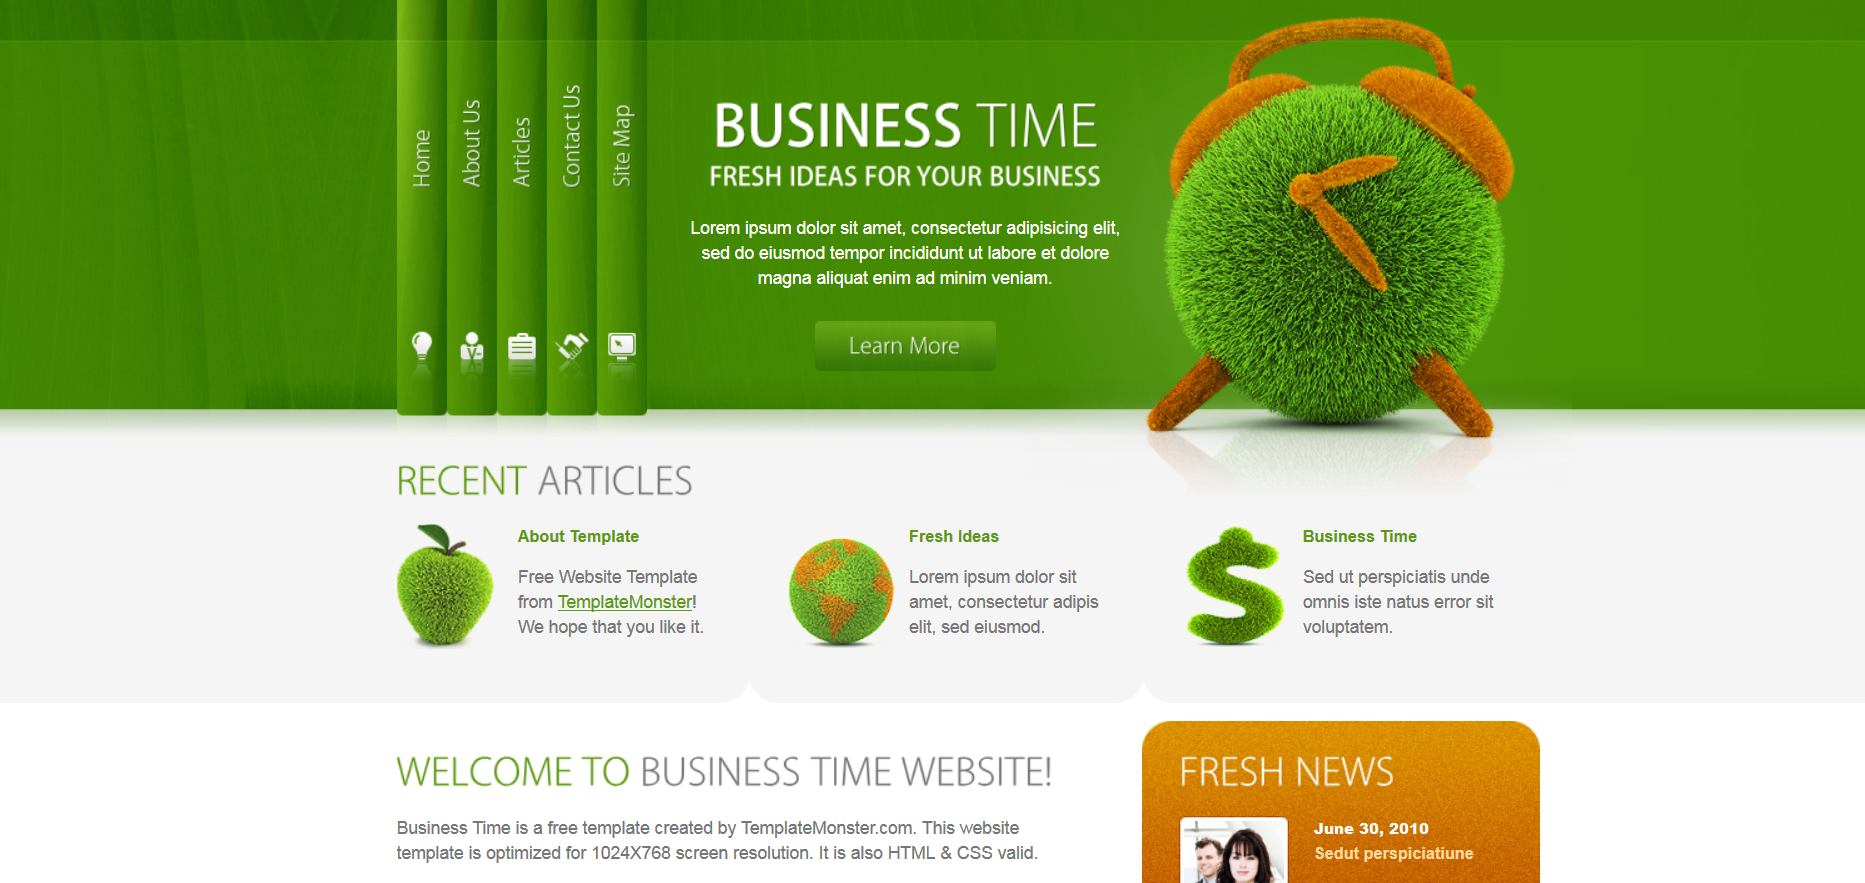 Home
About Us
Articles
Contact Us
Site Map
BUSINESS TIME
FRESH IDEAS FOR YOUR BUSINESS
Lorem ipsum dolor sit amet, consectetur adipisicing elit,
sed do eiusmod tempor incididunt ut labore et dolore
magna aliquat enim ad minim veniam.
Learn More
RECENT ARTICLES
About Template
Free Website Template
from TemplateMonster!
We hope that you like it.
Fresh Ideas
Lorem ipsum dolor sit
amet, consectetur adipis
elit, sed eiusmod.
Business Time
Sed ut perspiciatis unde
omnis iste natus error sit
voluptatem.
WELCOME TO BUSINESS TIME WEBSITE!
Business Time is a free template created by TemplateMonster.com. This website
template is optimized for 1024X768 screen resolution. It is also HTML & CSS valid.
FRESH NEWS
June 30, 2010
Sedut perspiciatiune